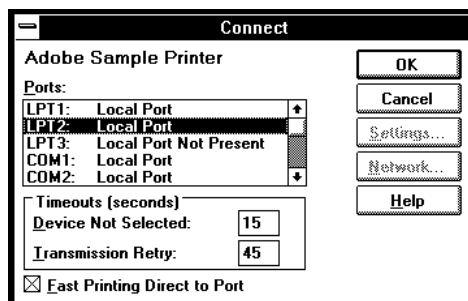 Connect
Adobe Sample Printer
Ports:
LPT1: Local Port
LPT2: Local Port
LPT3: Local Port Not Present
COM1: Local Port
COM2: Local Port
Timeouts (seconds)
Device Not Selected: 15
Transmission Retry: 45
Fast Printing Direct to Port
OK
Cancel
Settings...
Network...
Help